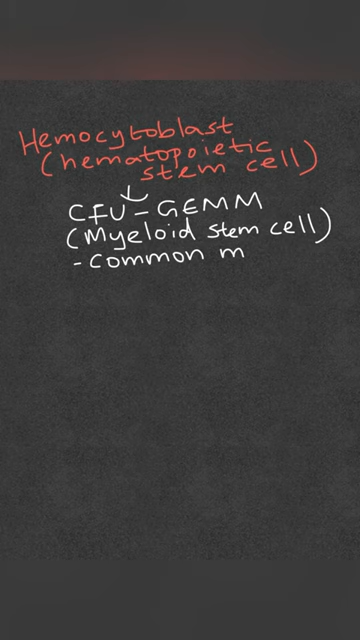 Hemocytoblast
(hematopoietic
stem cell)
CFU - GEMM
(Myeloid stem cell)
- common m